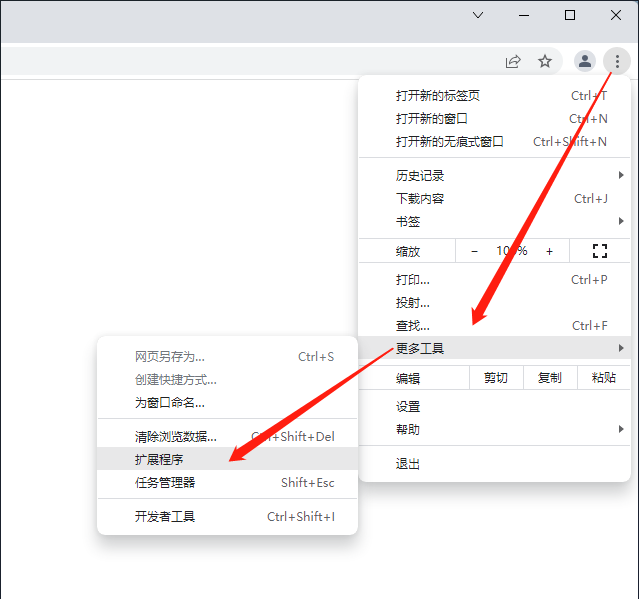 打开新的标签页 Ctrl+T
打开新的窗口 Ctrl+N
打开新的无痕式窗口 Ctrl+Shift+N
历史记录
下载内容 Ctrl+J
书签
缩放 − 100% +
打印... Ctrl+P
投射...
查找... Ctrl+F
更多工具
编辑 剪切 复制 粘贴
设置
帮助
退出
网页另存为... Ctrl+S
创建快捷方式...
为窗口命名...
清除浏览数据... Ctrl+Shift+Del
扩展程序
任务管理器 Shift+Esc
开发者工具 Ctrl+Shift+I